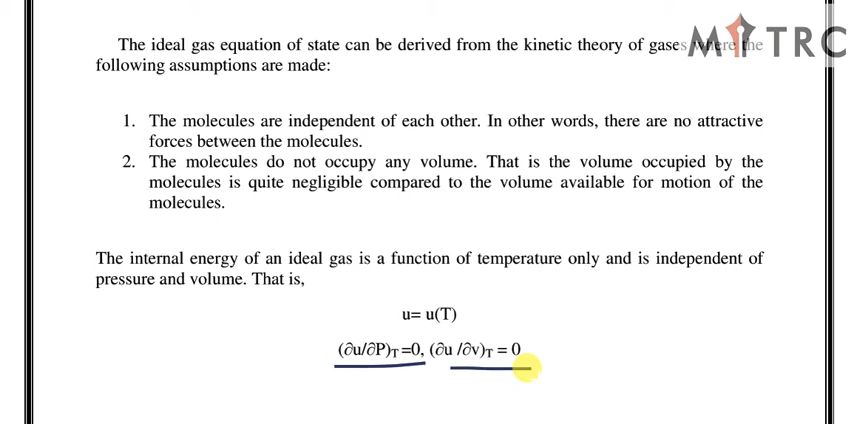 The ideal gas equation of state can be derived from the kinetic theory of gases where the
following assumptions are made:
1. The molecules are independent of each other. In other words, there are no attractive
forces between the molecules.
2. The molecules do not occupy any volume. That is the volume occupied by the
molecules is quite negligible compared to the volume available for motion of the
molecules.
The internal energy of an ideal gas is a function of temperature only and is independent of
pressure and volume. That is,
u= u(T)
(∂u/∂P)T =0, (∂u /∂v)T = 0
M TRC